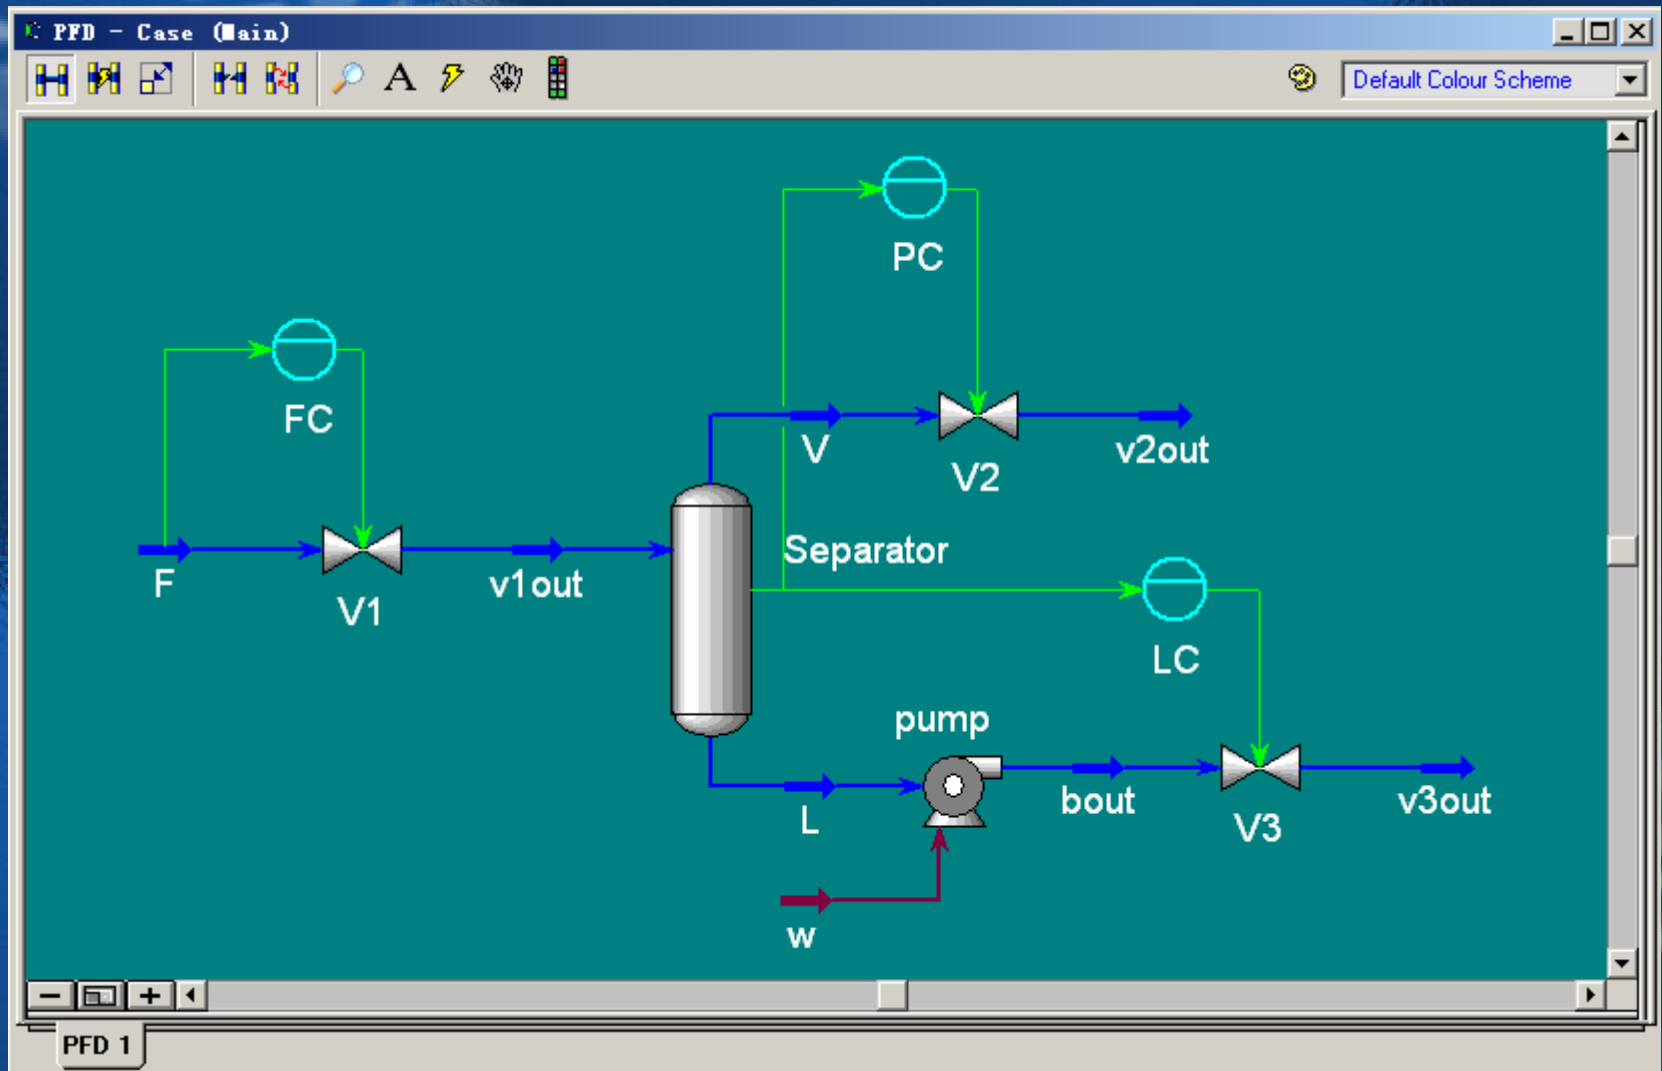 PFD - Case (Main)
A
Default Colour Scheme
PC
FC
V
V2
v2out
Separator
F
V1
v1out
LC
pump
L
bout
V3
v3out
w
PFD 1